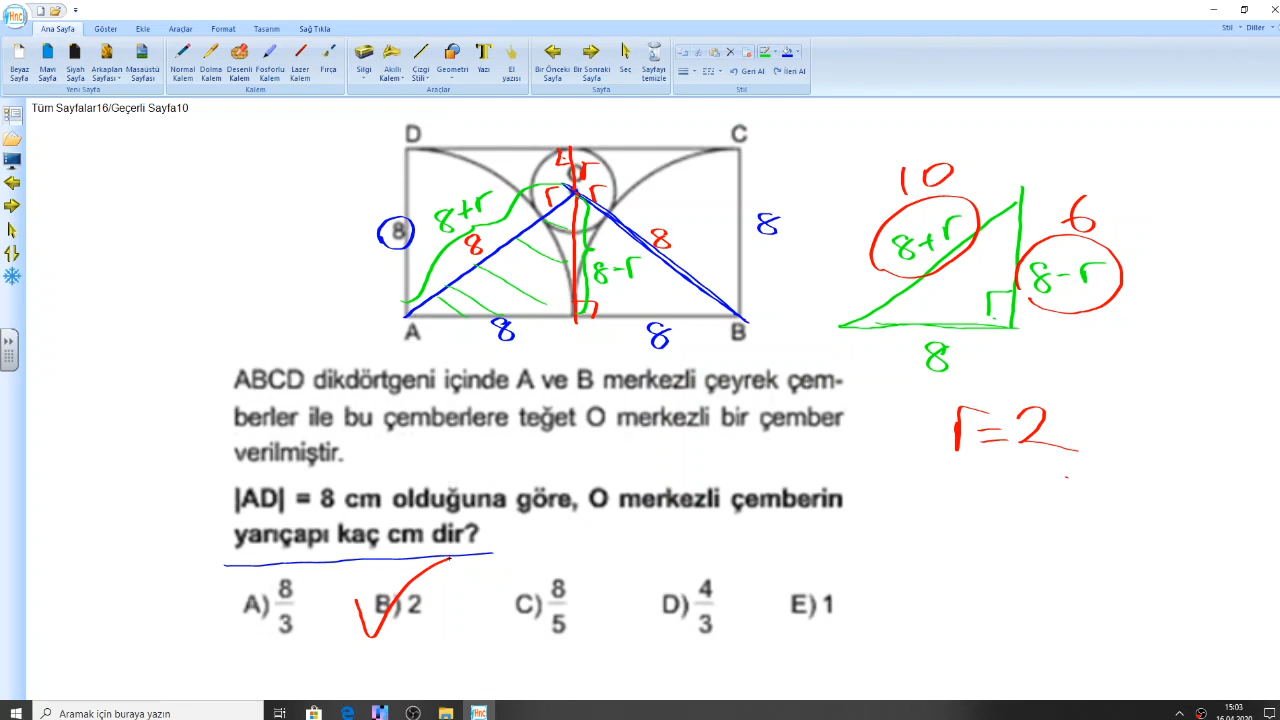 Hnc
Stil
Diller
Ana Sayfa
Göster
Ekle
Araçlar
Format
Tasarım
Sağ Tıkla
Beyaz Sayfa
Mavi Sayfa
Siyah Sayfa
Arkaplan Sayfası
Masaüstü Sayfası
Normal Kalem
Dolma Kalem
Desenli Kalem
Fosforlu Kalem
Lazer Kalem
Fırça
Silgi
Akıllı Kalem
Çizgi Stili
Geometri
Yazı
El yazısı
Bir Önceki Sayfa
Bir Sonraki Sayfa
Seç
Sayfayı temizle
Geri Al
İleri Al
Yeni Sayfa
Kalem
Araçlar
Sayfa
Stil
Tüm Sayfalar16/Geçerli Sayfa10
D
C
r
r
r
8+r
8
8
8
8
8-r
A
8
8
B
10
8+r
6
8-r
8
r=2
ABCD dikdörtgeni içinde A ve B merkezli çeyrek çem-
berler ile bu çemberlere teğet O merkezli bir çember
verilmiştir.
|AD| = 8 cm olduğuna göre, O merkezli çemberin
yarıçapı kaç cm dir?
A) 8/3 B) 2 C) 8/5 D) 4/3 E) 1
Aramak için buraya yazın
15:03
16.04.2020